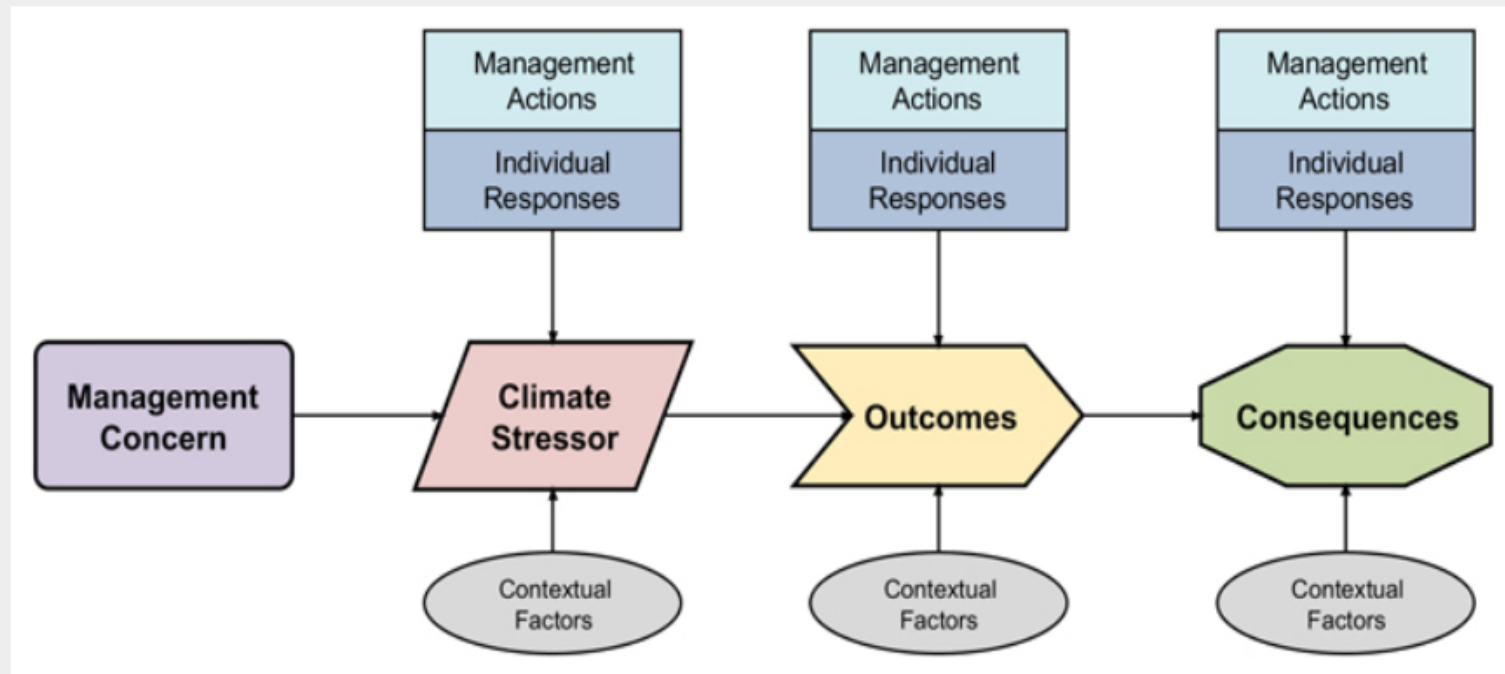 Management
Actions
Individual
Responses
Management
Actions
Individual
Responses
Management
Actions
Individual
Responses
Management
Concern
Climate
Stressor
Outcomes
Consequences
Contextual
Factors
Contextual
Factors
Contextual
Factors